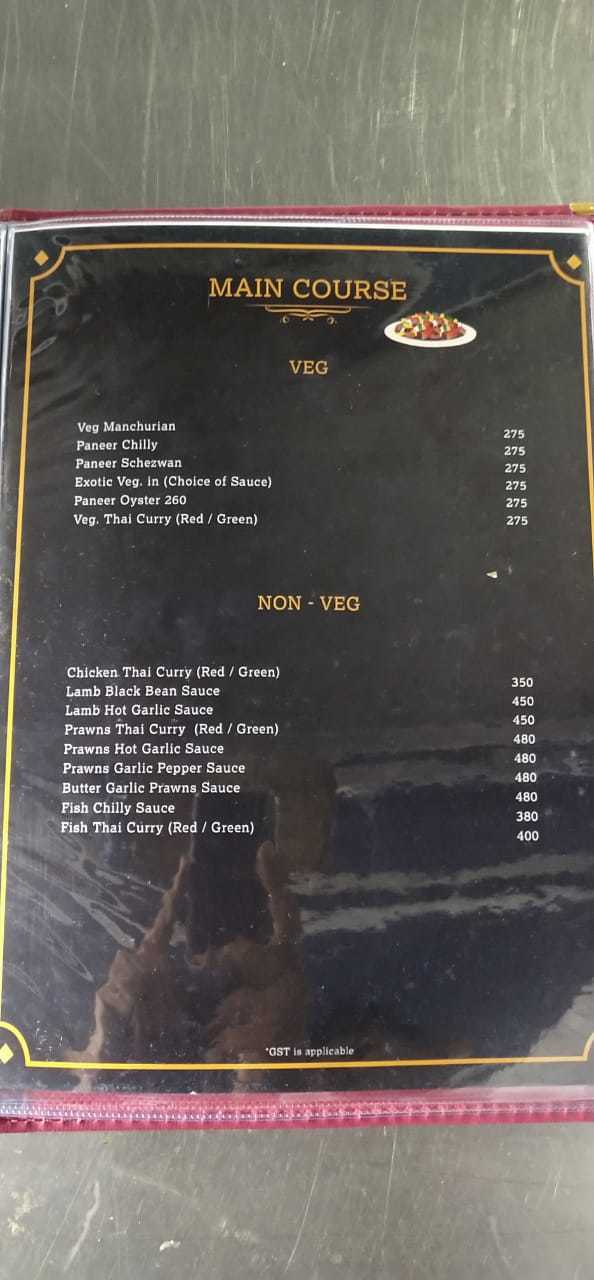 MAIN COURSE
VEG
Veg Manchurian 275
Paneer Chilly 275
Paneer Schezwan 275
Exotic Veg. in (Choice of Sauce) 275
Paneer Oyster 260 275
Veg. Thai Curry (Red / Green) 275
NON - VEG
Chicken Thai Curry (Red / Green) 350
Lamb Black Bean Sauce 450
Lamb Hot Garlic Sauce 450
Prawns Thai Curry (Red / Green) 480
Prawns Hot Garlic Sauce 480
Prawns Garlic Pepper Sauce 480
Butter Garlic Prawns Sauce 480
Fish Chilly Sauce 380
Fish Thai Curry (Red / Green) 400
*GST is applicable